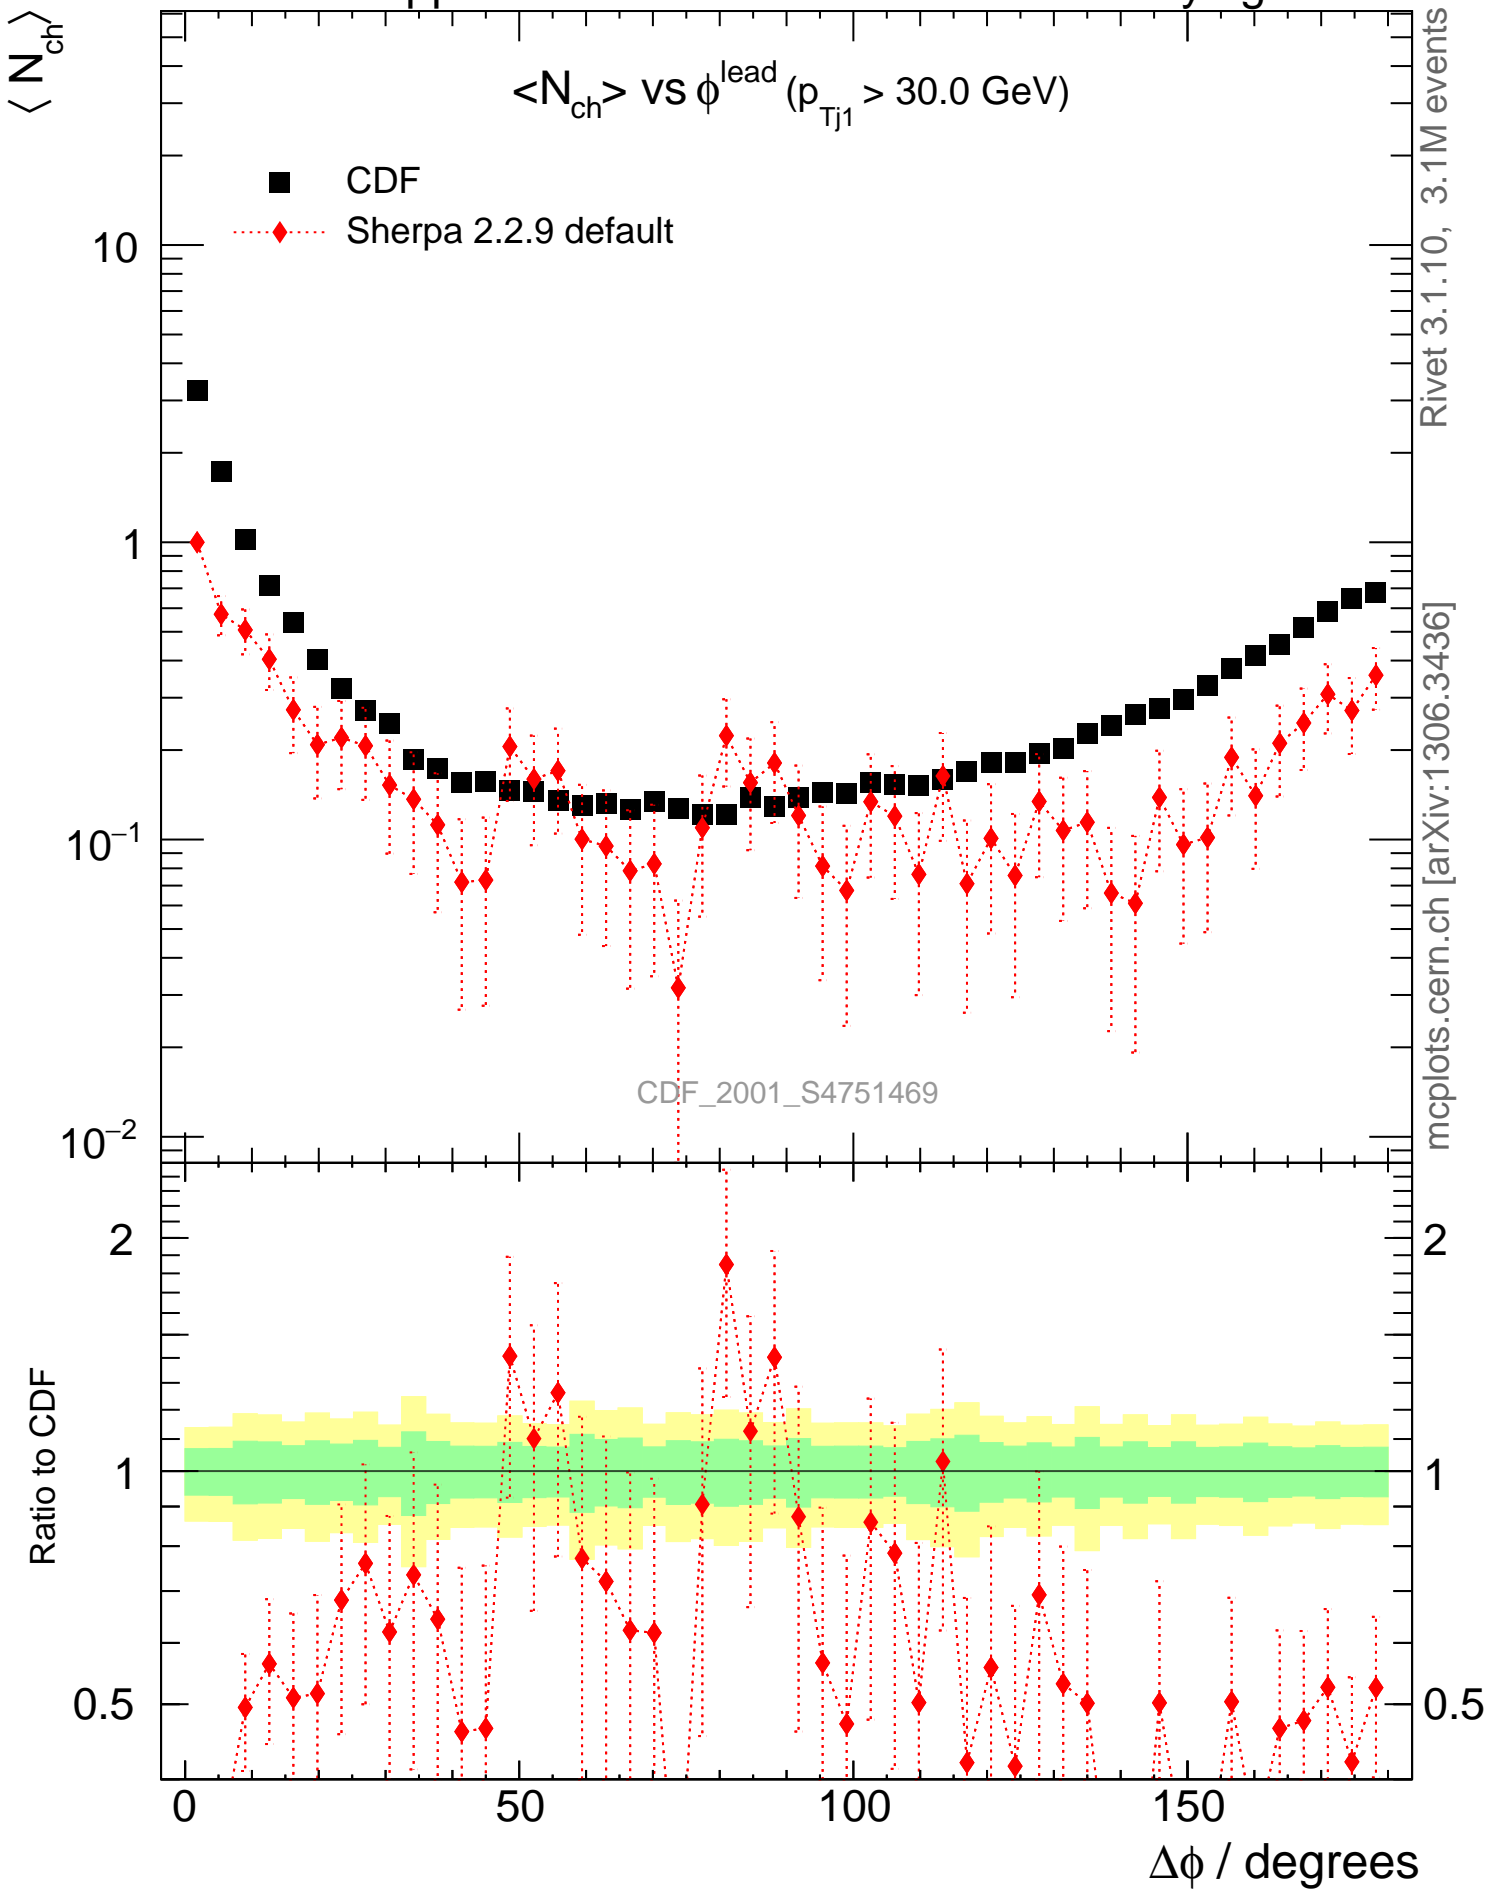 ⟨ N_ch ⟩
<N_ch> vs ϕ^lead (p_Tj1 > 30.0 GeV)
CDF
Sherpa 2.2.9 default
10
1
10^−1
10^−2
CDF_2001_S4751469
Rivet 3.1.10, 3.1M events
mcplots.cern.ch [arXiv:1306.3436]
Ratio to CDF
2
1
0.5
2
1
0.5
0 50 100 150
Δϕ / degrees